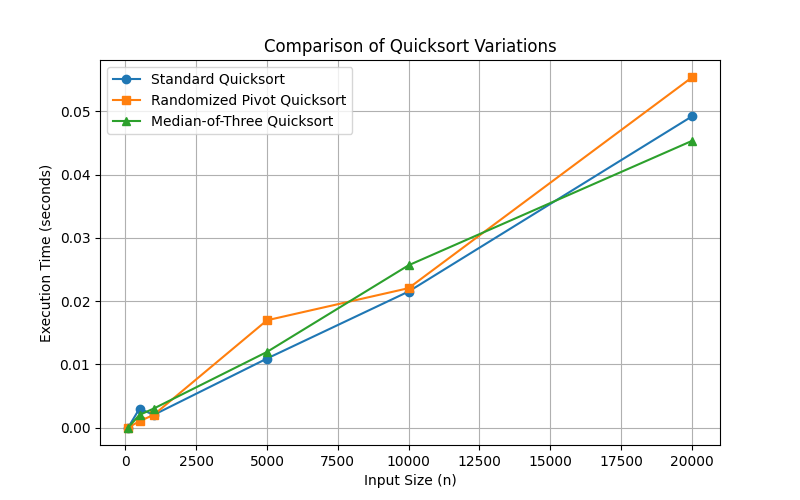 Comparison of Quicksort Variations
Standard Quicksort
Randomized Pivot Quicksort
Median-of-Three Quicksort
Execution Time (seconds)
0.05
0.04
0.03
0.02
0.01
0.00
0 2500 5000 7500 10000 12500 15000 17500 20000
Input Size (n)